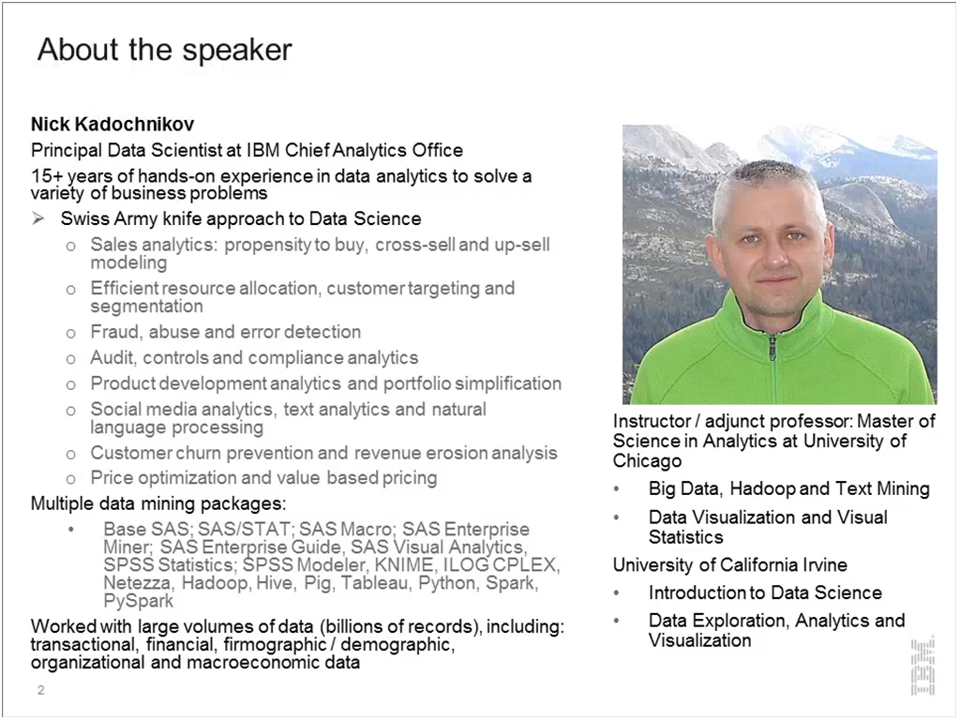 About the speaker
Nick Kadochnikov
Principal Data Scientist at IBM Chief Analytics Office
15+ years of hands-on experience in data analytics to solve a
variety of business problems
➢ Swiss Army knife approach to Data Science
o Sales analytics: propensity to buy, cross-sell and up-sell
modeling
o Efficient resource allocation, customer targeting and
segmentation
o Fraud, abuse and error detection
o Audit, controls and compliance analytics
o Product development analytics and portfolio simplification
o Social media analytics, text analytics and natural
language processing
o Customer churn prevention and revenue erosion analysis
o Price optimization and value based pricing
Multiple data mining packages:
• Base SAS; SAS/STAT; SAS Macro; SAS Enterprise
Miner; SAS Enterprise Guide, SAS Visual Analytics,
SPSS Statistics; SPSS Modeler, KNIME, ILOG CPLEX,
Netezza, Hadoop, Hive, Pig, Tableau, Python, Spark,
PySpark
Worked with large volumes of data (billions of records), including:
transactional, financial, firmographic / demographic,
organizational and macroeconomic data
Instructor / adjunct professor: Master of
Science in Analytics at University of
Chicago
• Big Data, Hadoop and Text Mining
• Data Visualization and Visual
Statistics
University of California Irvine
• Introduction to Data Science
• Data Exploration, Analytics and
Visualization
2
IBM